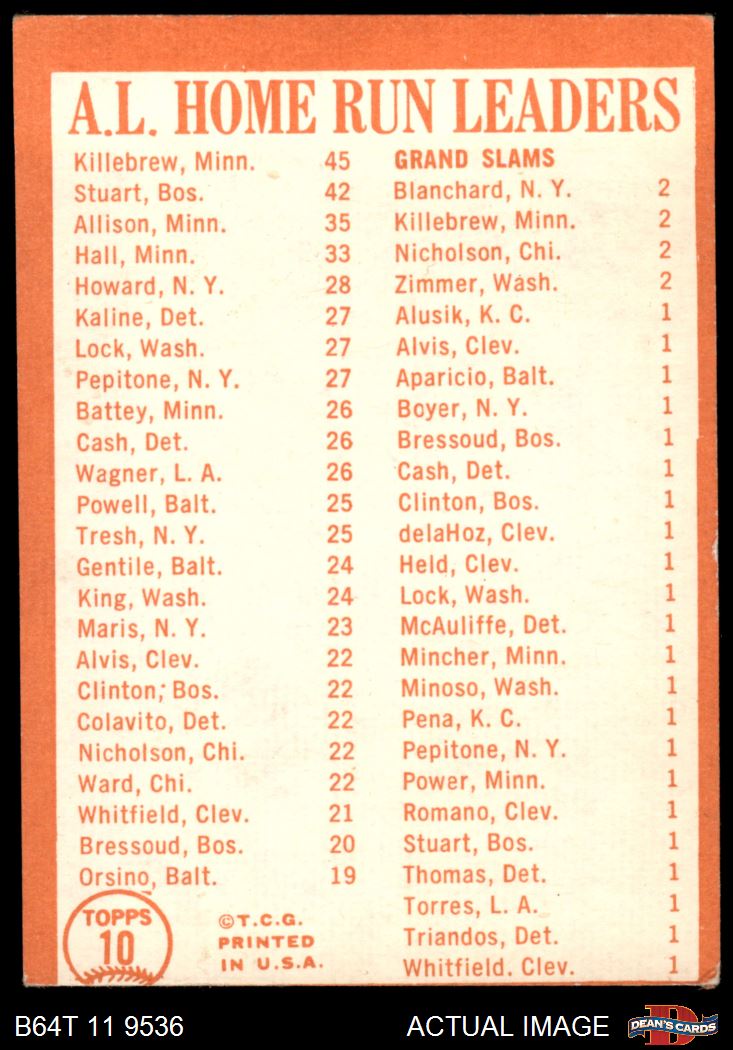 A.L. HOME RUN LEADERS
Killebrew, Minn. 45
Stuart, Bos. 42
Allison, Minn. 35
Hall, Minn. 33
Howard, N. Y. 28
Kaline, Det. 27
Lock, Wash. 27
Pepitone, N. Y. 27
Battey, Minn. 26
Cash, Det. 26
Wagner, L. A. 26
Powell, Balt. 25
Tresh, N. Y. 25
Gentile, Balt. 24
King, Wash. 24
Maris, N. Y. 23
Alvis, Clev. 22
Clinton, Bos. 22
Colavito, Det. 22
Nicholson, Chi. 22
Ward, Chi. 22
Whitfield, Clev. 21
Bressoud, Bos. 20
Orsino, Balt. 19
GRAND SLAMS
Blanchard, N. Y. 2
Killebrew, Minn. 2
Nicholson, Chi. 2
Zimmer, Wash. 2
Alusik, K. C. 1
Alvis, Clev. 1
Aparicio, Balt. 1
Boyer, N. Y. 1
Bressoud, Bos. 1
Cash, Det. 1
Clinton, Bos. 1
delaHoz, Clev. 1
Held, Clev. 1
Lock, Wash. 1
McAuliffe, Det. 1
Mincher, Minn. 1
Minoso, Wash. 1
Pena, K. C. 1
Pepitone, N. Y. 1
Power, Minn. 1
Romano, Clev. 1
Stuart, Bos. 1
Thomas, Det. 1
Torres, L. A. 1
Triandos, Det. 1
Whitfield. Clev. 1
TOPPS
10
©T.C.G.
PRINTED
IN U.S.A.
B64T 11 9536
ACTUAL IMAGE
D
DEAN'S CARDS